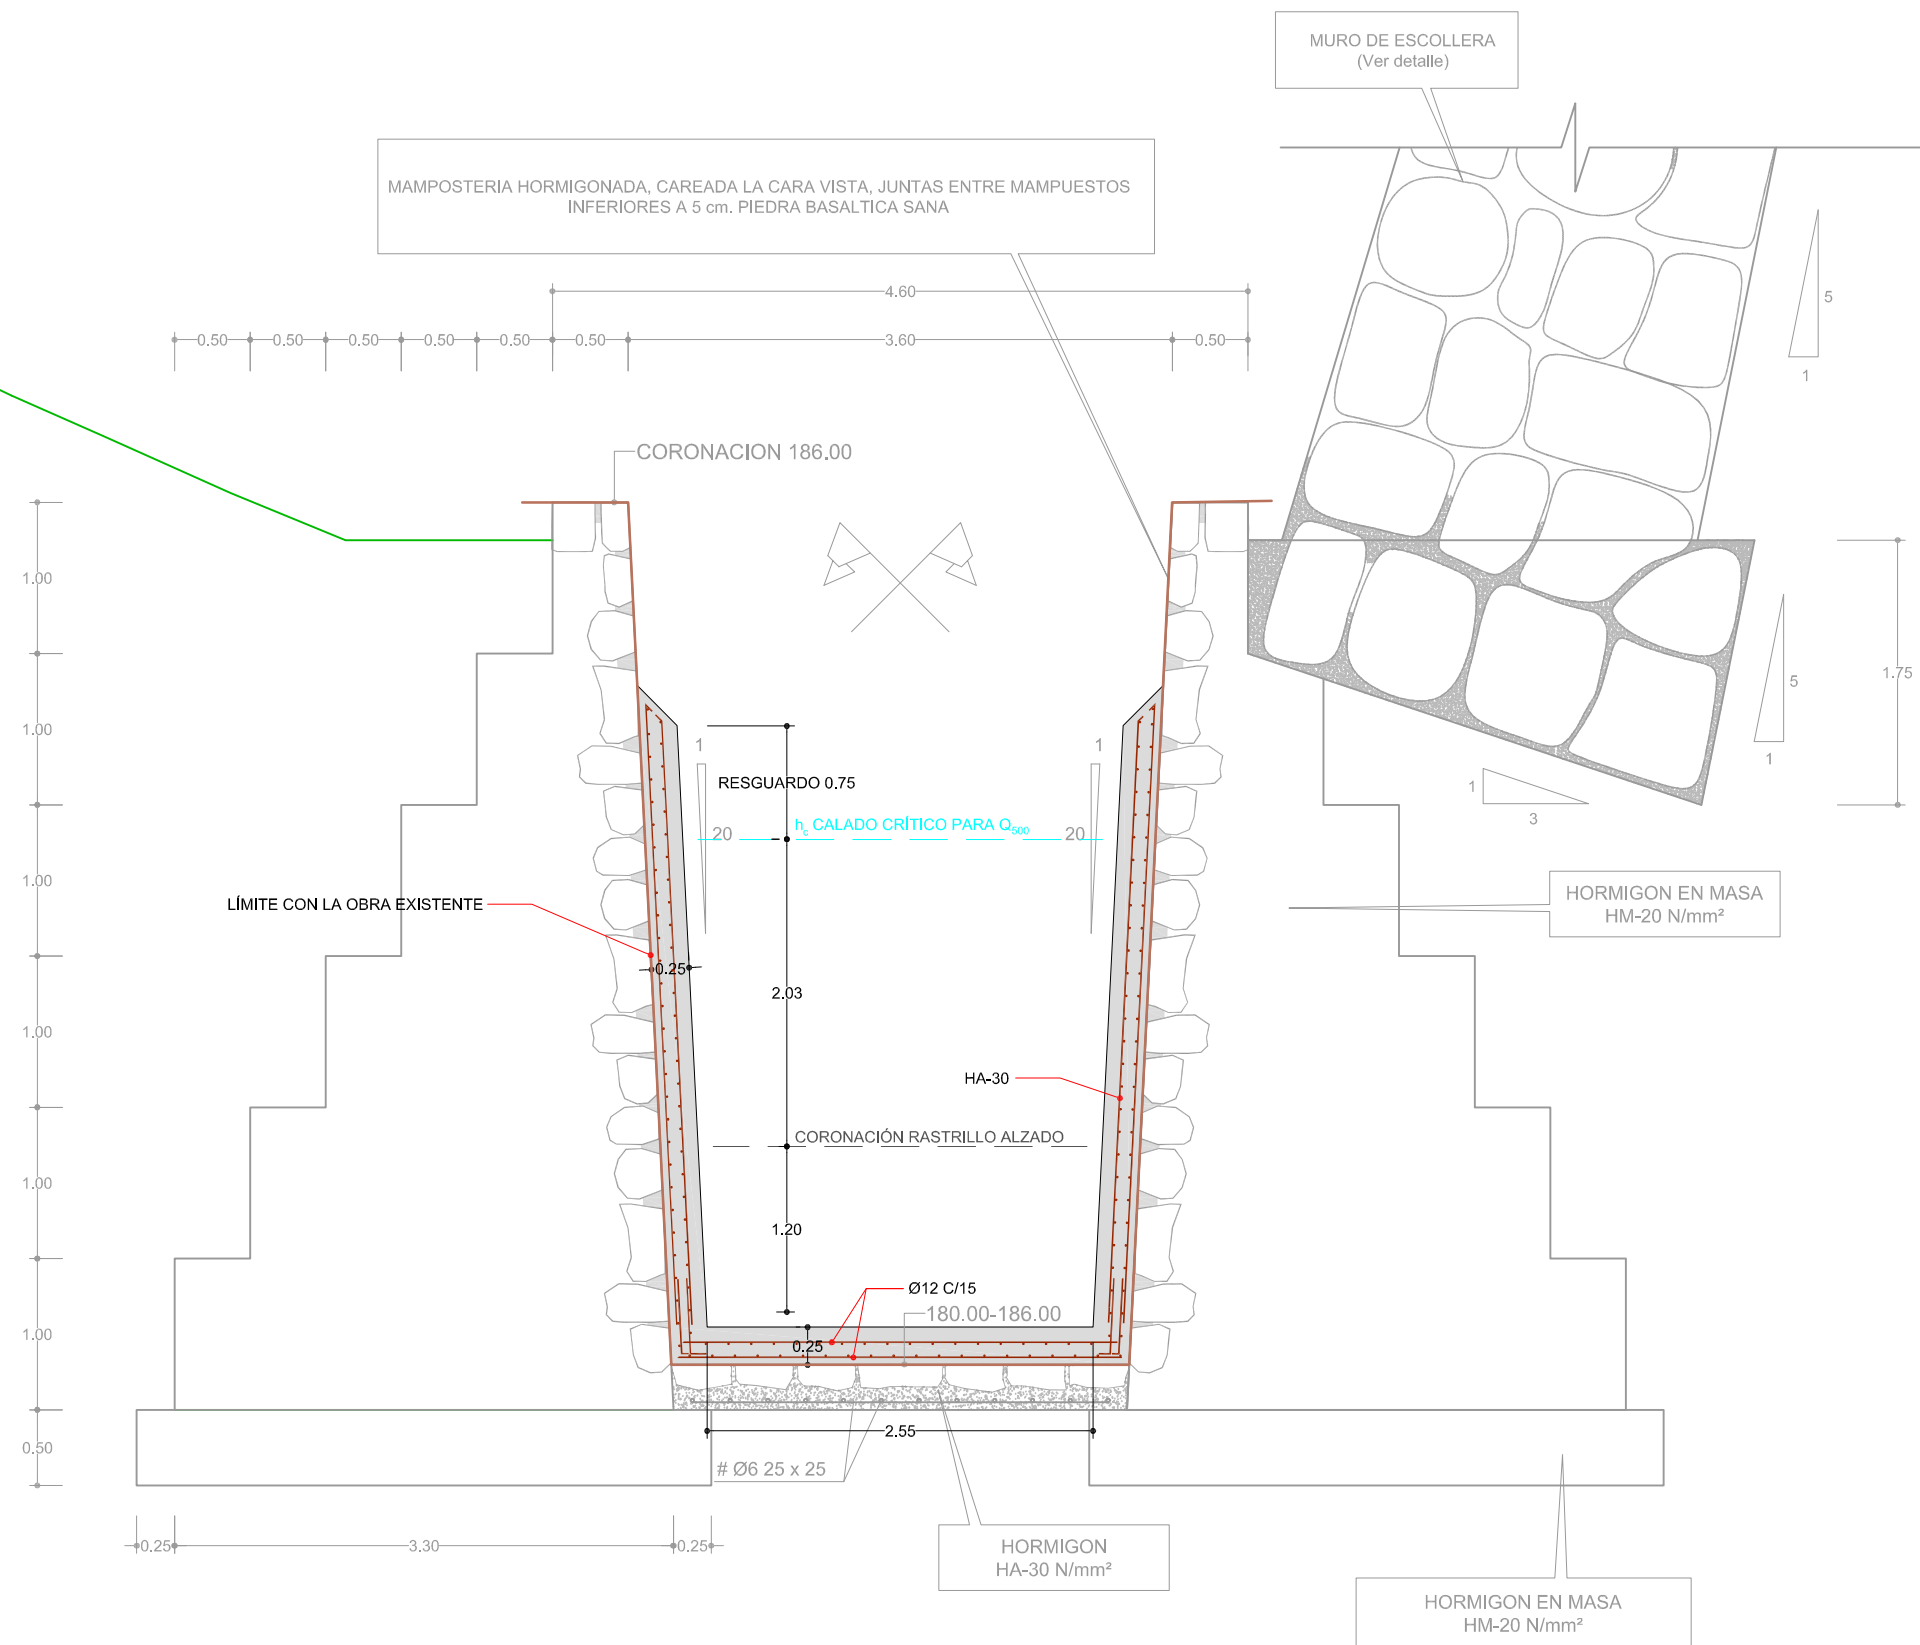 MURO DE ESCOLLERA
(Ver detalle)
MAMPOSTERIA HORMIGONADA, CAREADA LA CARA VISTA, JUNTAS ENTRE MAMPUESTOS
INFERIORES A 5 cm. PIEDRA BASALTICA SANA
4.60
0.50 0.50 0.50 0.50 0.50 0.50 3.60 0.50
5
1
CORONACION 186.00
1.00
1.75
5
1
1
3
1.00
1 1
RESGUARDO 0.75
20 20
hc CALADO CRÍTICO PARA Q500
1.00
LÍMITE CON LA OBRA EXISTENTE
HORMIGON EN MASA
HM-20 N/mm²
0.25
2.03
1.00
HA-30
CORONACIÓN RASTRILLO ALZADO
1.00
1.20
Ø12 C/15
180.00-186.00
1.00
0.25
2.55
0.50
# Ø6 25 x 25
0.25 3.30 0.25
HORMIGON
HA-30 N/mm²
HORMIGON EN MASA
HM-20 N/mm²